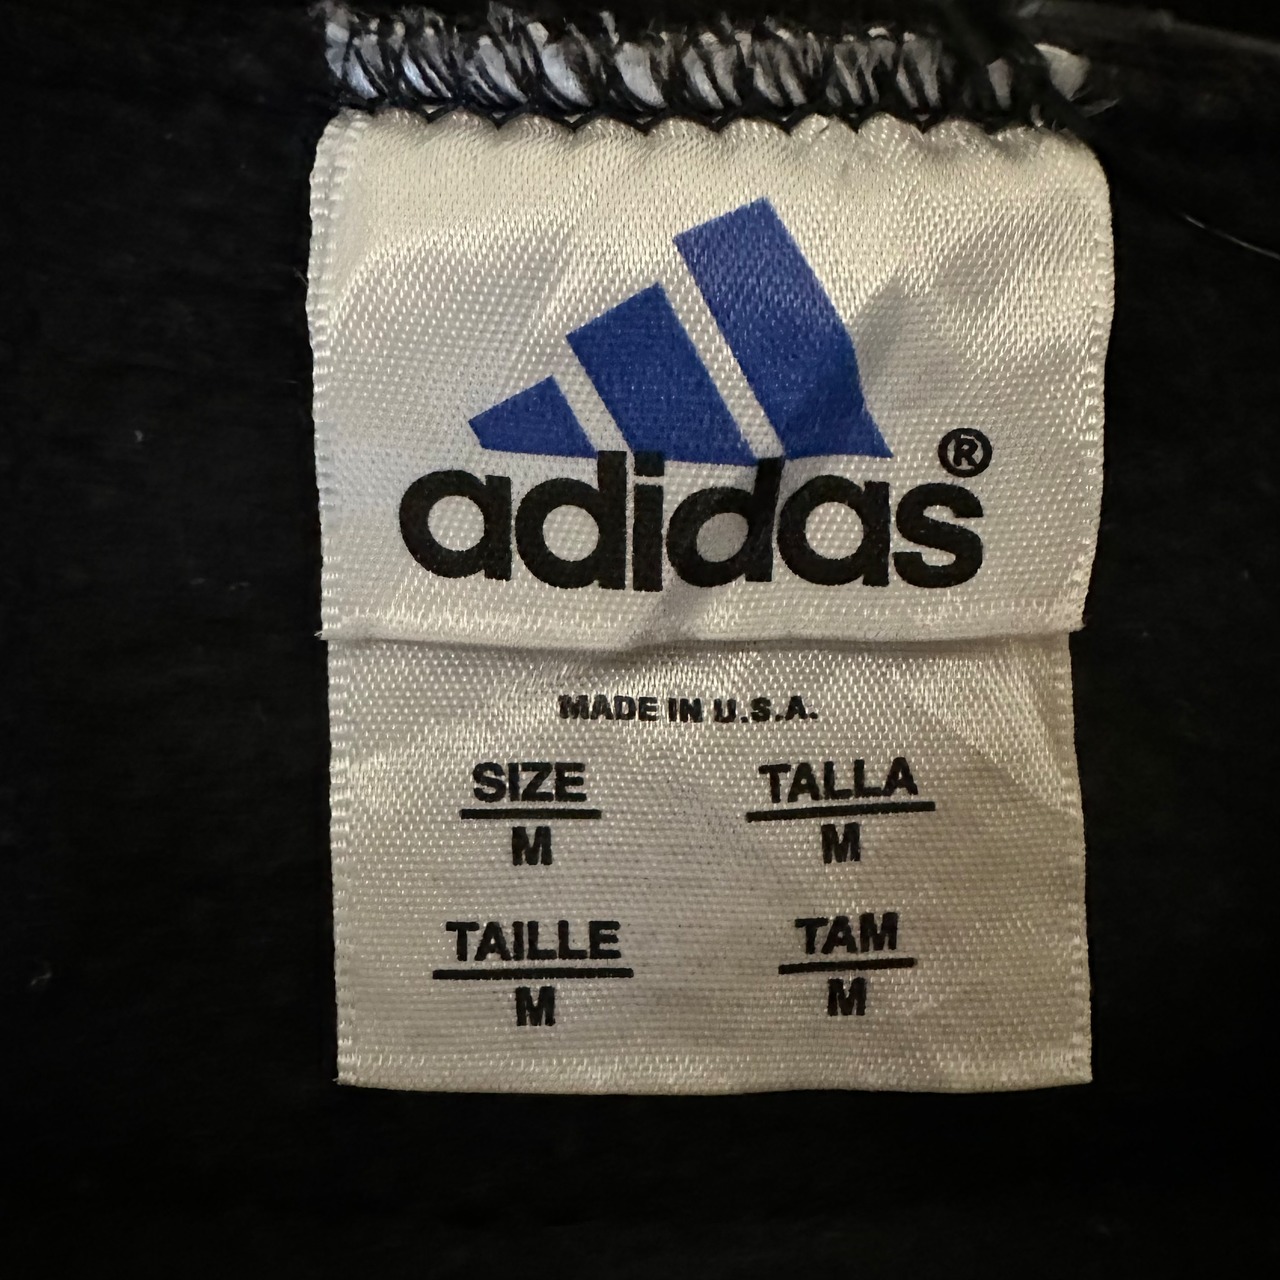 adidas®
MADE IN U.S.A.
SIZE TALLA
M M
TAILLE TAM
M M